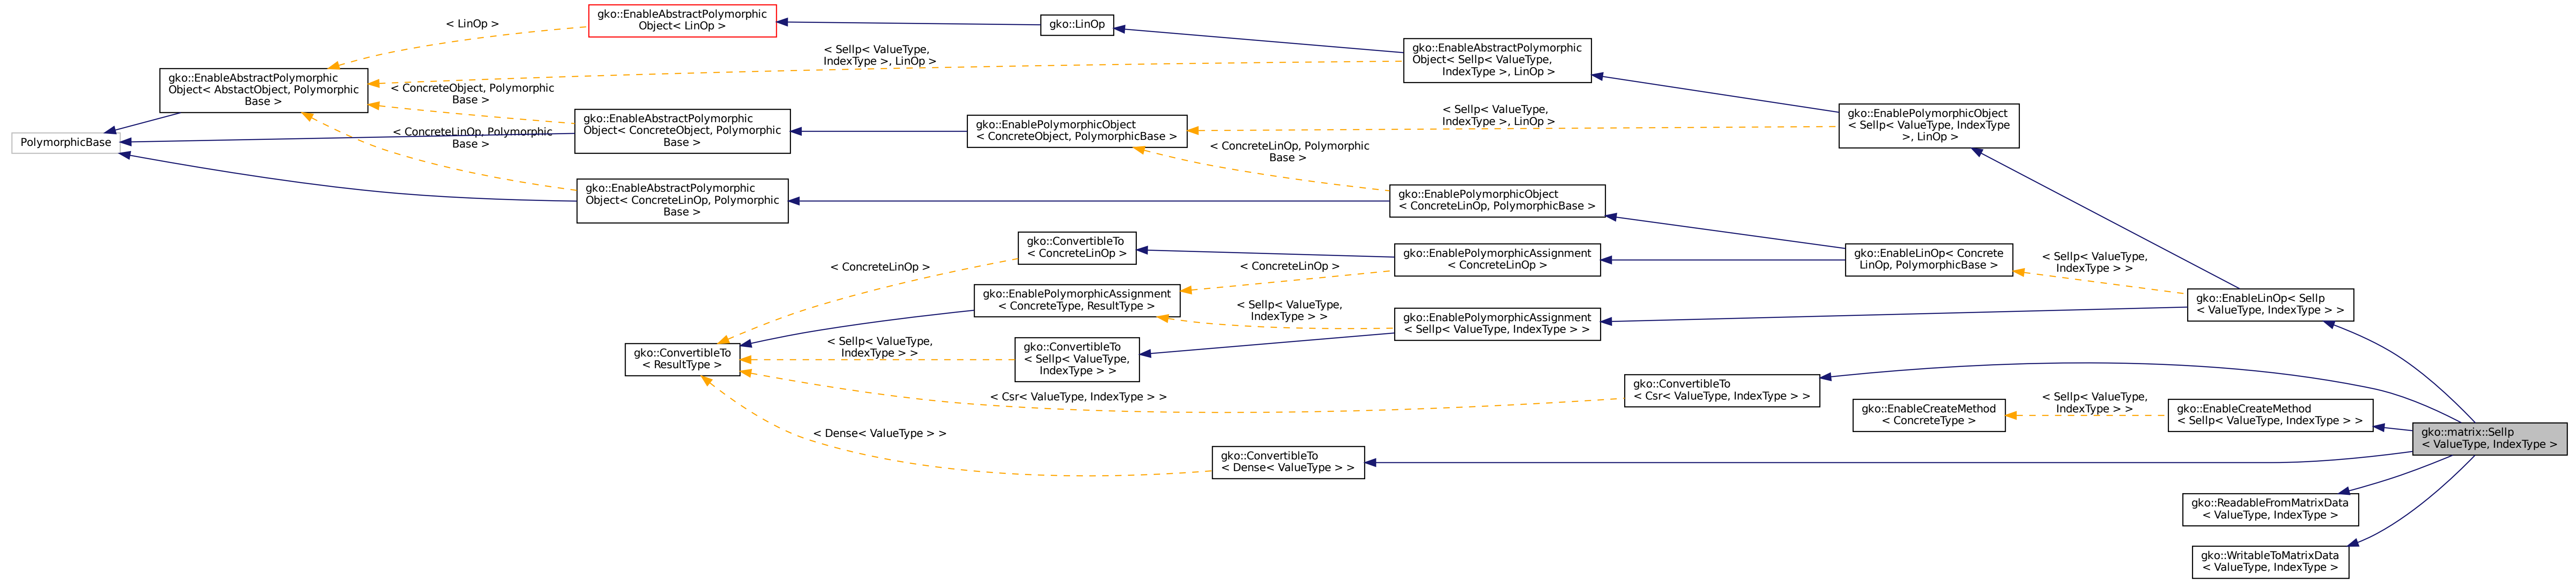 gko::EnableAbstractPolymorphic
Object< LinOp >
< LinOp >
gko::LinOp
< Sellp< ValueType,
IndexType >, LinOp >
gko::EnableAbstractPolymorphic
Object< Sellp< ValueType,
IndexType >, LinOp >
gko::EnableAbstractPolymorphic
Object< AbstactObject, Polymorphic
Base >
< ConcreteObject, Polymorphic
Base >
gko::EnableAbstractPolymorphic
Object< ConcreteObject, Polymorphic
Base >
gko::EnablePolymorphicObject
< ConcreteObject, PolymorphicBase >
< Sellp< ValueType,
IndexType >, LinOp >
gko::EnablePolymorphicObject
< Sellp< ValueType, IndexType
>, LinOp >
PolymorphicBase
< ConcreteLinOp, Polymorphic
Base >
< ConcreteLinOp, Polymorphic
Base >
gko::EnableAbstractPolymorphic
Object< ConcreteLinOp, Polymorphic
Base >
gko::EnablePolymorphicObject
< ConcreteLinOp, PolymorphicBase >
gko::ConvertibleTo
< ConcreteLinOp >
gko::EnablePolymorphicAssignment
< ConcreteLinOp >
gko::EnableLinOp< Concrete
LinOp, PolymorphicBase >
< Sellp< ValueType,
IndexType > >
< ConcreteLinOp >
< ConcreteLinOp >
gko::EnablePolymorphicAssignment
< ConcreteType, ResultType >
< Sellp< ValueType,
IndexType > >
gko::EnablePolymorphicAssignment
< Sellp< ValueType, IndexType > >
gko::EnableLinOp< Sellp
< ValueType, IndexType > >
gko::ConvertibleTo
< ResultType >
< Sellp< ValueType,
IndexType > >
gko::ConvertibleTo
< Sellp< ValueType,
IndexType > >
< Csr< ValueType, IndexType > >
gko::ConvertibleTo
< Csr< ValueType, IndexType > >
gko::EnableCreateMethod
< ConcreteType >
< Sellp< ValueType,
IndexType > >
gko::EnableCreateMethod
< Sellp< ValueType, IndexType > >
< Dense< ValueType > >
gko::ConvertibleTo
< Dense< ValueType > >
gko::matrix::Sellp
< ValueType, IndexType >
gko::ReadableFromMatrixData
< ValueType, IndexType >
gko::WritableToMatrixData
< ValueType, IndexType >